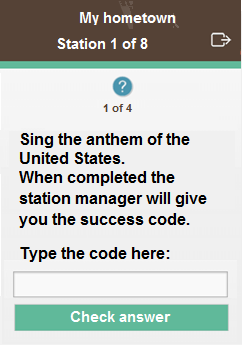 My hometown
Station 1 of 8
?
1 of 4
Sing the anthem of the
United States.
When completed the
station manager will give
you the success code.
Type the code here:
Check answer